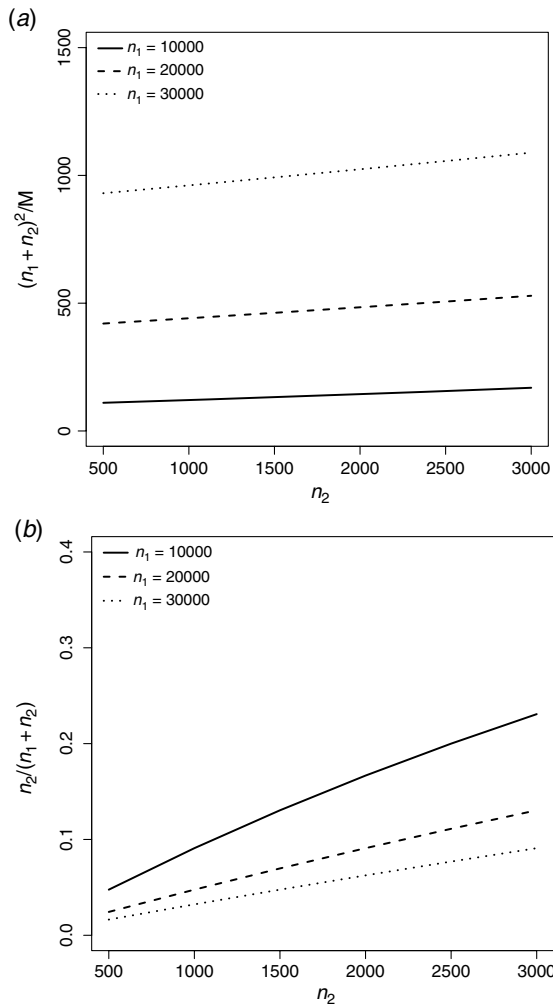 (a)
1500
1000
500
0
(n₁ + n₂)²/M
n₁ = 10000
n₁ = 20000
n₁ = 30000
500 1000 1500 2000 2500 3000
n₂
(b)
0.4
0.3
0.2
0.1
0.0
n₂/(n₁ + n₂)
n₁ = 10000
n₁ = 20000
n₁ = 30000
500 1000 1500 2000 2500 3000
n₂